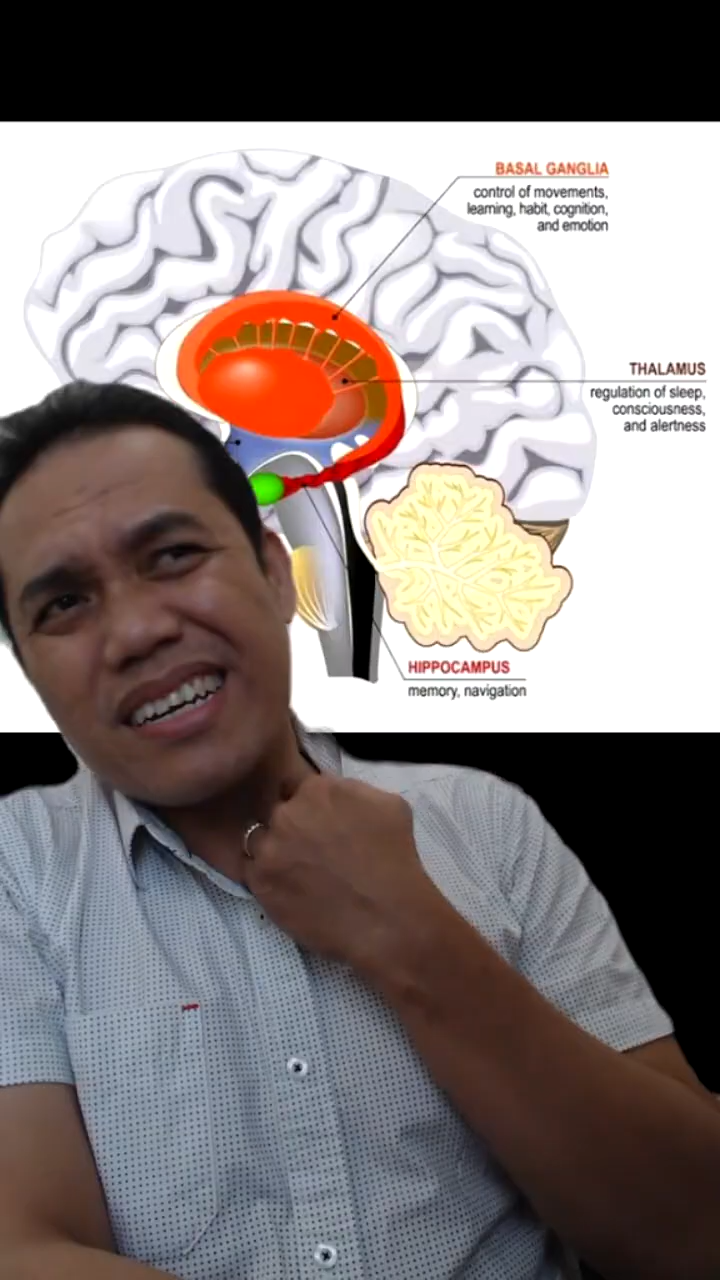 BASAL GANGLIA
control of movements,
learning, habit, cognition,
and emotion
THALAMUS
regulation of sleep,
consciousness,
and alertness
HIPPOCAMPUS
memory, navigation